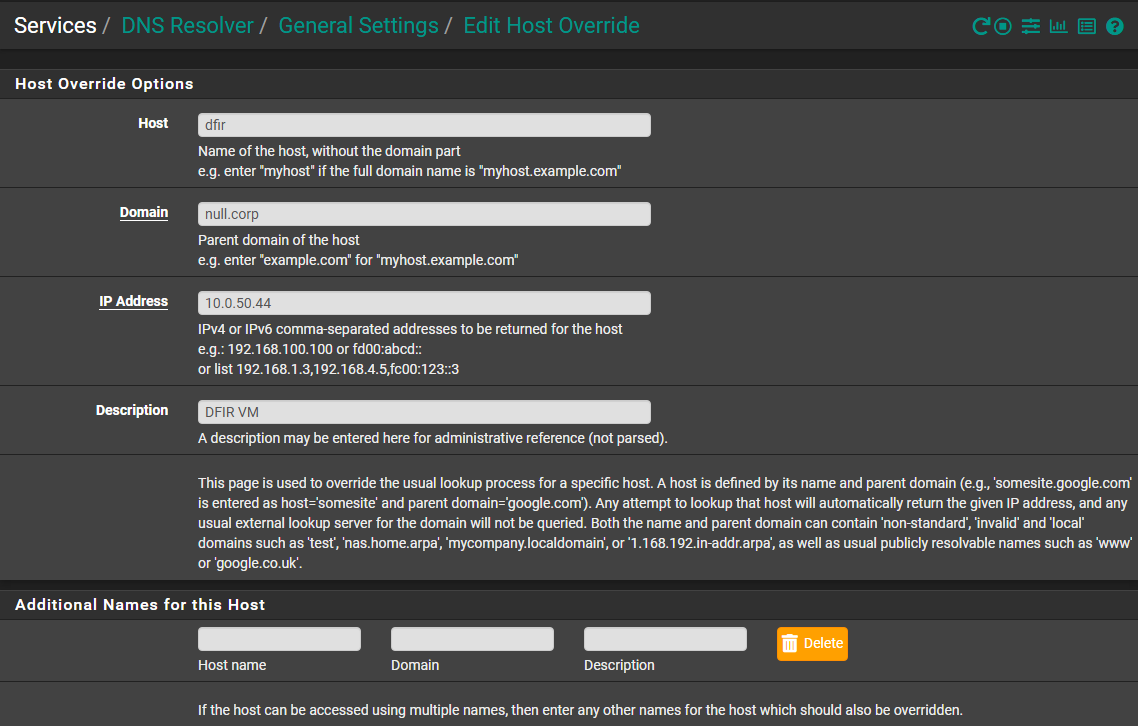 Services / DNS Resolver / General Settings / Edit Host Override
Host Override Options
Host
dfir
Name of the host, without the domain part
e.g. enter "myhost" if the full domain name is "myhost.example.com"
Domain
null.corp
Parent domain of the host
e.g. enter "example.com" for "myhost.example.com"
IP Address
10.0.50.44
IPv4 or IPv6 comma-separated addresses to be returned for the host
e.g.: 192.168.100.100 or fd00:abcd::
or list 192.168.1.3,192.168.4.5,fc00:123::3
Description
DFIR VM
A description may be entered here for administrative reference (not parsed).
This page is used to override the usual lookup process for a specific host. A host is defined by its name and parent domain (e.g., 'somesite.google.com'
is entered as host='somesite' and parent domain='google.com'). Any attempt to lookup that host will automatically return the given IP address, and any
usual external lookup server for the domain will not be queried. Both the name and parent domain can contain 'non-standard', 'invalid' and 'local'
domains such as 'test', 'nas.home.arpa', 'mycompany.localdomain', or '1.168.192.in-addr.arpa', as well as usual publicly resolvable names such as 'www'
or 'google.co.uk'.
Additional Names for this Host
Delete
Host name Domain Description
If the host can be accessed using multiple names, then enter any other names for the host which should also be overridden.